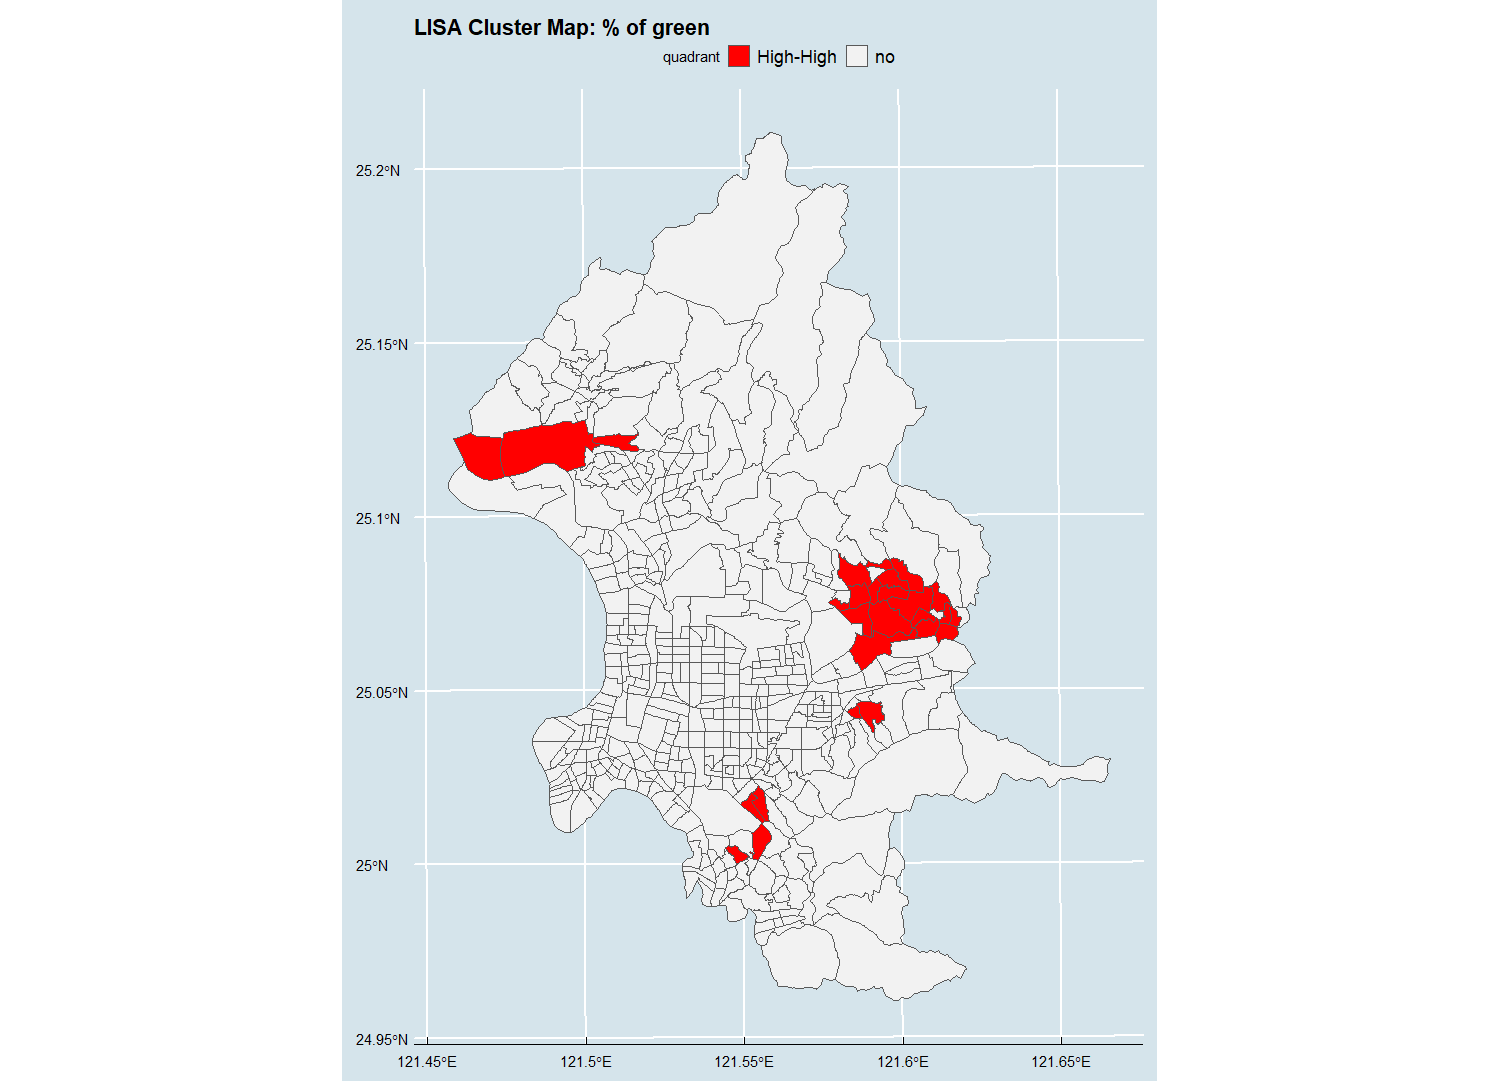 LISA Cluster Map: % of green
quadrant High-High no
25.2°N
25.15°N
25.1°N
25.05°N
25°N
24.95°N
121.45°E 121.5°E 121.55°E 121.6°E 121.65°E